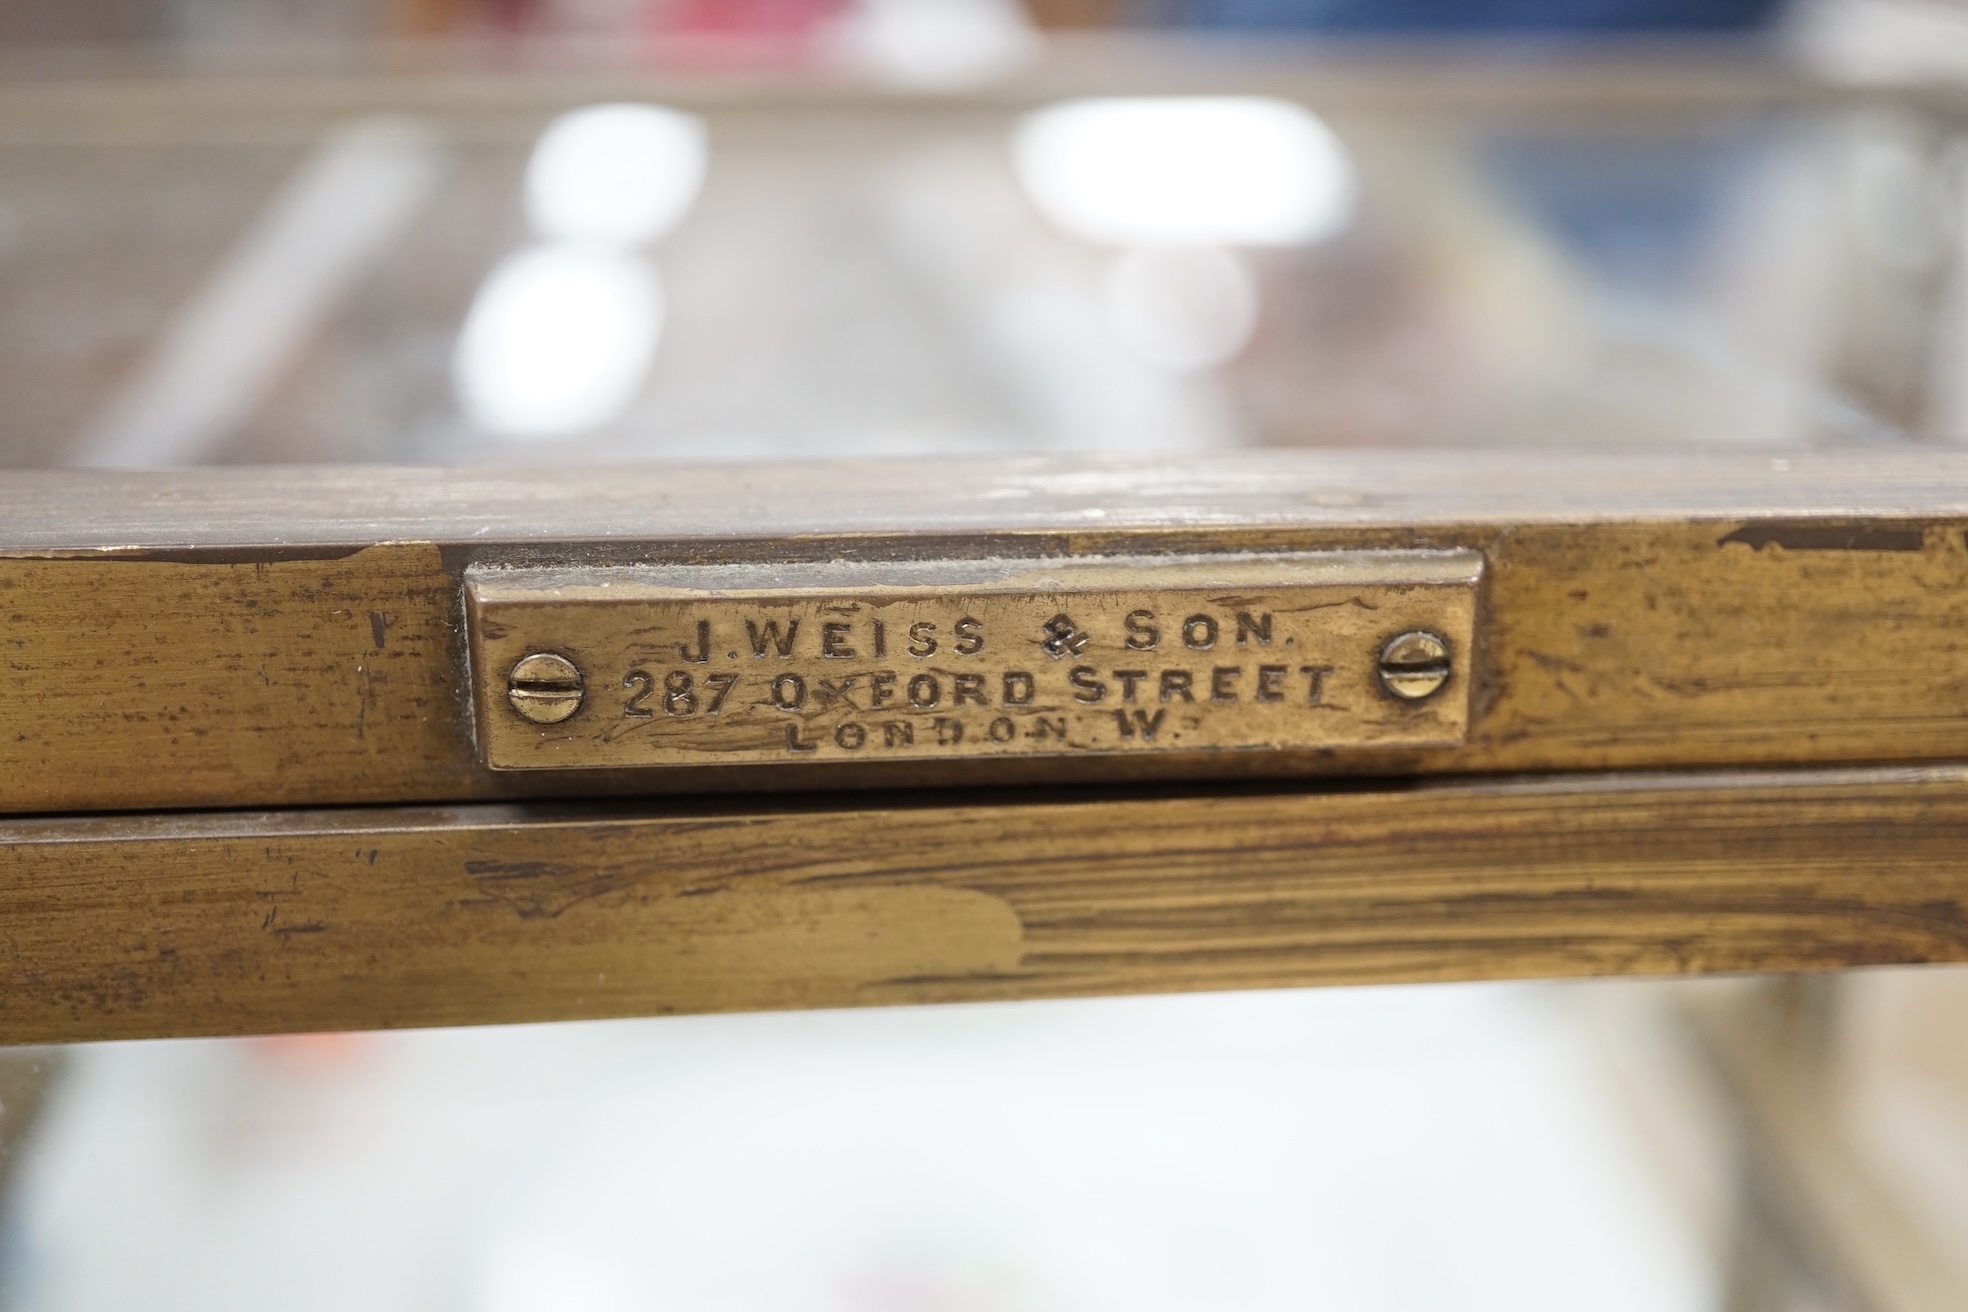 J. WEISS & SON.
287 OXFORD STREET
LONDON. W.